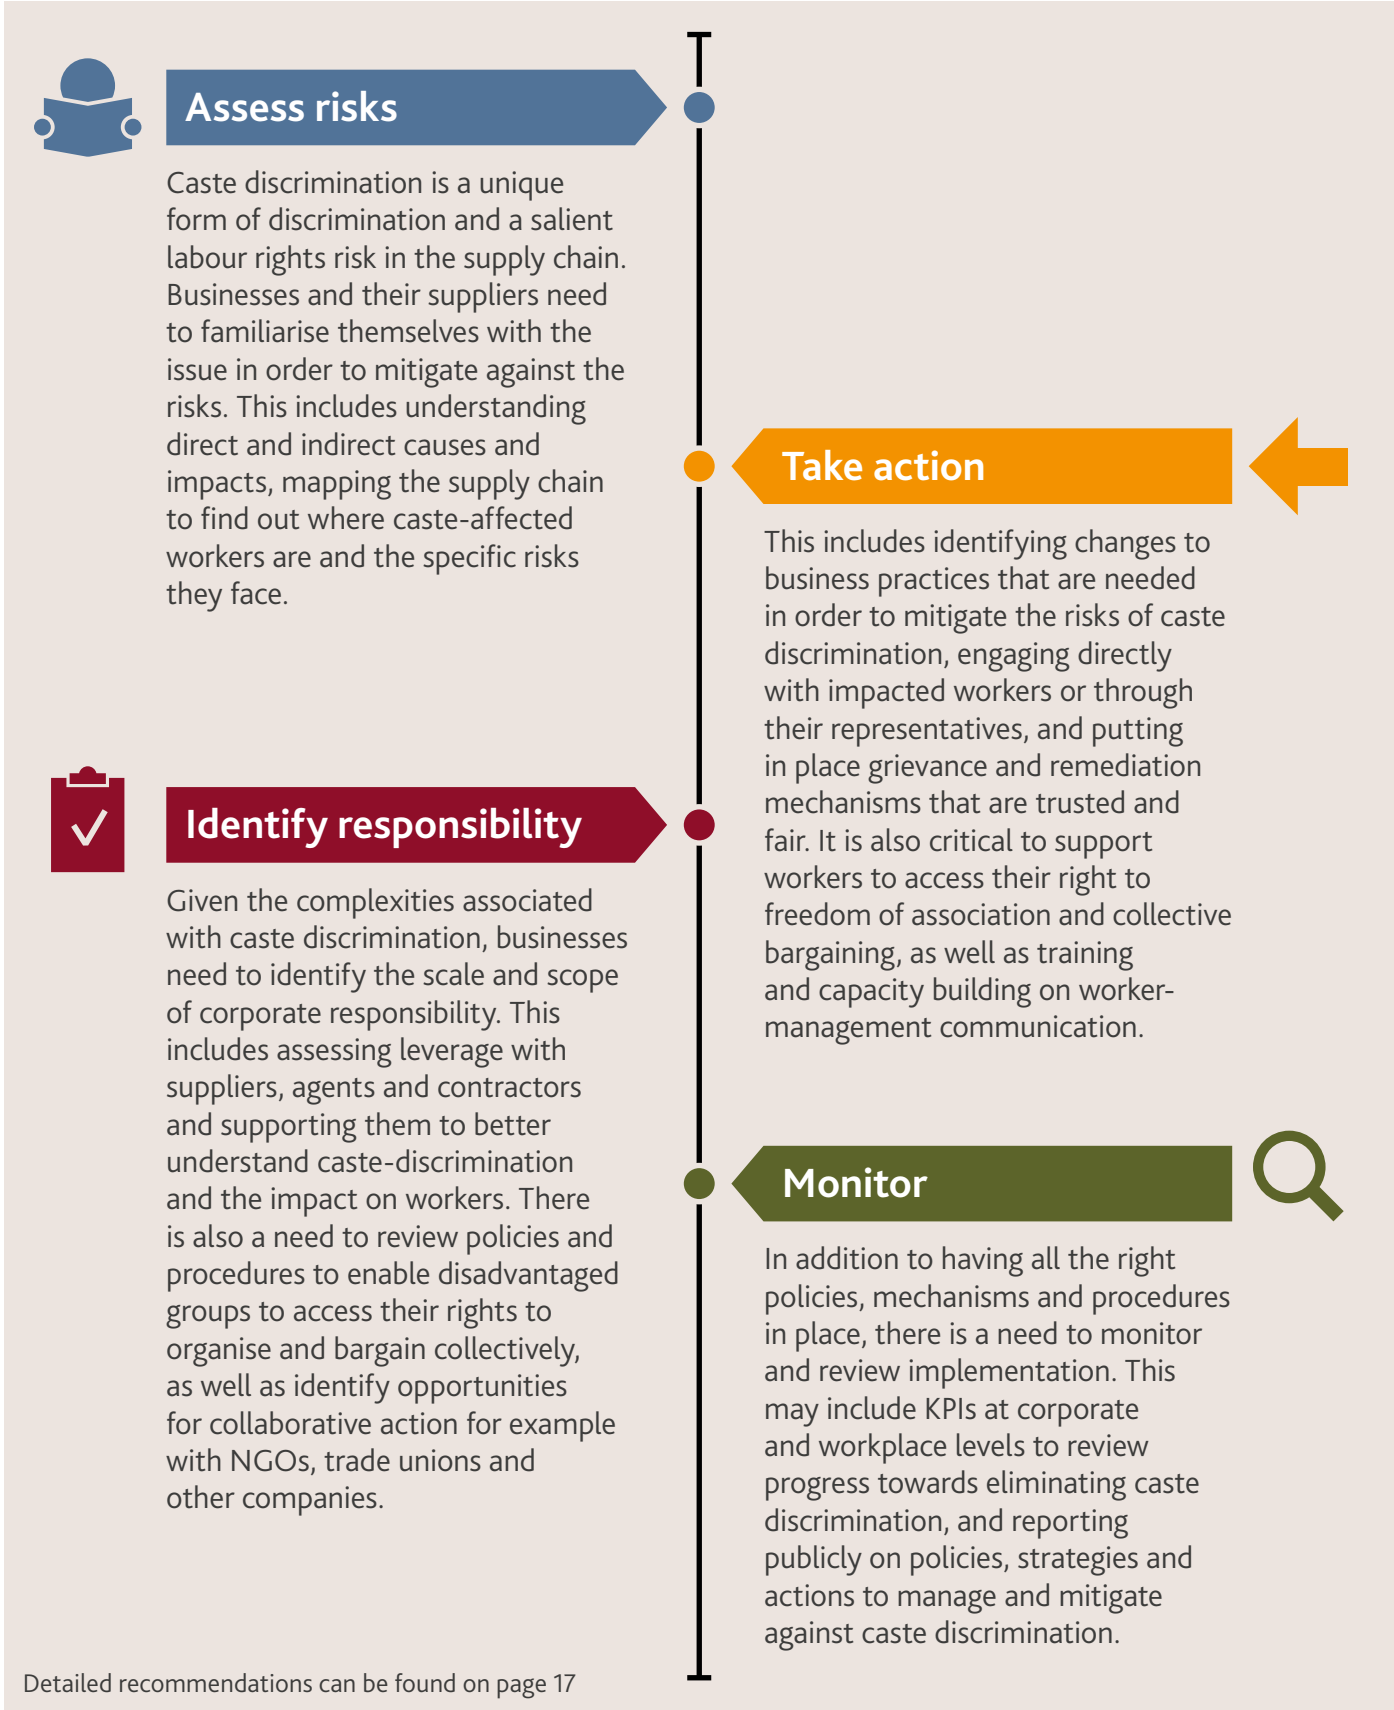 Assess risks
Caste discrimination is a unique
form of discrimination and a salient
labour rights risk in the supply chain.
Businesses and their suppliers need
to familiarise themselves with the
issue in order to mitigate against the
risks. This includes understanding
direct and indirect causes and
impacts, mapping the supply chain
to find out where caste-affected
workers are and the specific risks
they face.
Take action
This includes identifying changes to
business practices that are needed
in order to mitigate the risks of caste
discrimination, engaging directly
with impacted workers or through
their representatives, and putting
in place grievance and remediation
mechanisms that are trusted and
fair. It is also critical to support
workers to access their right to
freedom of association and collective
bargaining, as well as training
and capacity building on worker-
management communication.
Identify responsibility
Given the complexities associated
with caste discrimination, businesses
need to identify the scale and scope
of corporate responsibility. This
includes assessing leverage with
suppliers, agents and contractors
and supporting them to better
understand caste-discrimination
and the impact on workers. There
is also a need to review policies and
procedures to enable disadvantaged
groups to access their rights to
organise and bargain collectively,
as well as identify opportunities
for collaborative action for example
with NGOs, trade unions and
other companies.
Monitor
In addition to having all the right
policies, mechanisms and procedures
in place, there is a need to monitor
and review implementation. This
may include KPIs at corporate
and workplace levels to review
progress towards eliminating caste
discrimination, and reporting
publicly on policies, strategies and
actions to manage and mitigate
against caste discrimination.
Detailed recommendations can be found on page 17